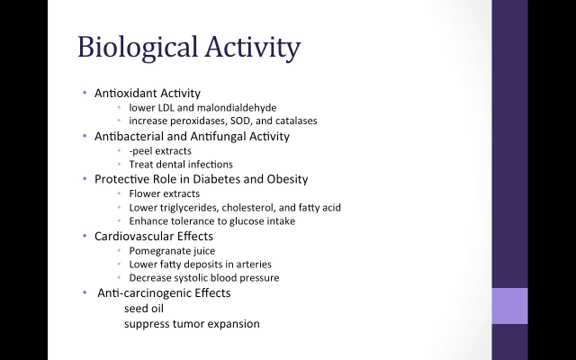 Biological Activity
• Antioxidant Activity
• lower LDL and malondialdehyde
• increase peroxidases, SOD, and catalases
• Antibacterial and Antifungal Activity
• -peel extracts
• Treat dental infections
• Protective Role in Diabetes and Obesity
• Flower extracts
• Lower triglycerides, cholesterol, and fatty acid
• Enhance tolerance to glucose intake
• Cardiovascular Effects
• Pomegranate juice
• Lower fatty deposits in arteries
• Decrease systolic blood pressure
• Anti-carcinogenic Effects
seed oil
suppress tumor expansion